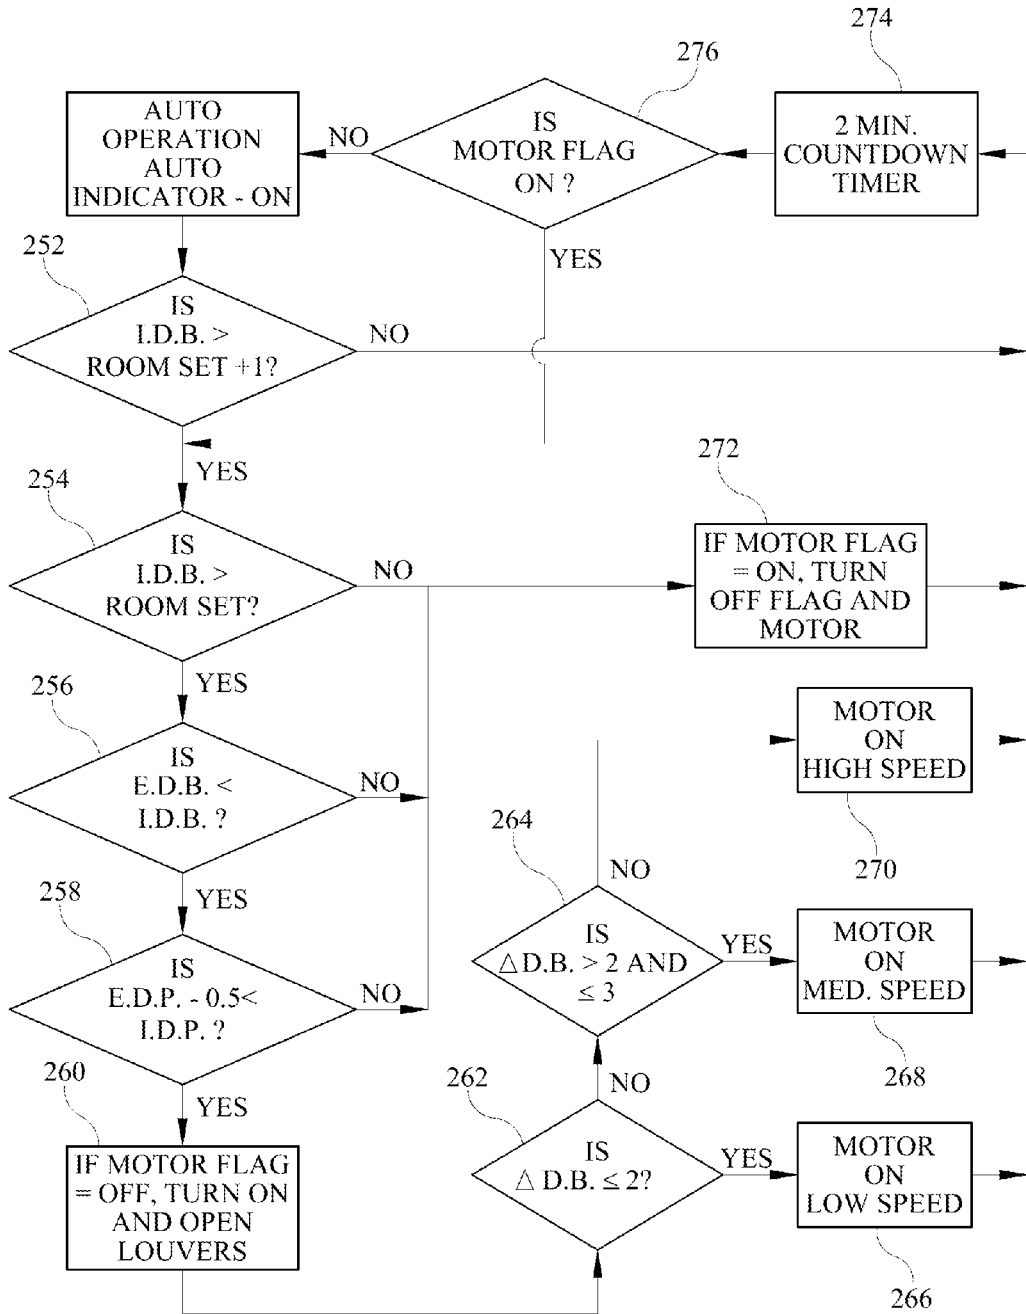 274
276
AUTO
OPERATION
AUTO
INDICATOR - ON
NO
IS
MOTOR FLAG
ON ?
2 MIN.
COUNTDOWN
TIMER
YES
252
IS
I.D.B. >
ROOM SET +1?
NO
YES
254
IS
I.D.B. >
ROOM SET?
NO
272
IF MOTOR FLAG
= ON, TURN
OFF FLAG AND
MOTOR
YES
256
IS
E.D.B. <
I.D.B. ?
NO
MOTOR
ON
HIGH SPEED
270
YES
258
IS
E.D.P. - 0.5<
I.D.P. ?
NO
264
NO
IS
△ D.B. > 2 AND
≤ 3
YES
MOTOR
ON
MED. SPEED
268
YES
260
IF MOTOR FLAG
= OFF, TURN ON
AND OPEN
LOUVERS
NO
262
IS
△ D.B. ≤ 2?
YES
MOTOR
ON
LOW SPEED
266